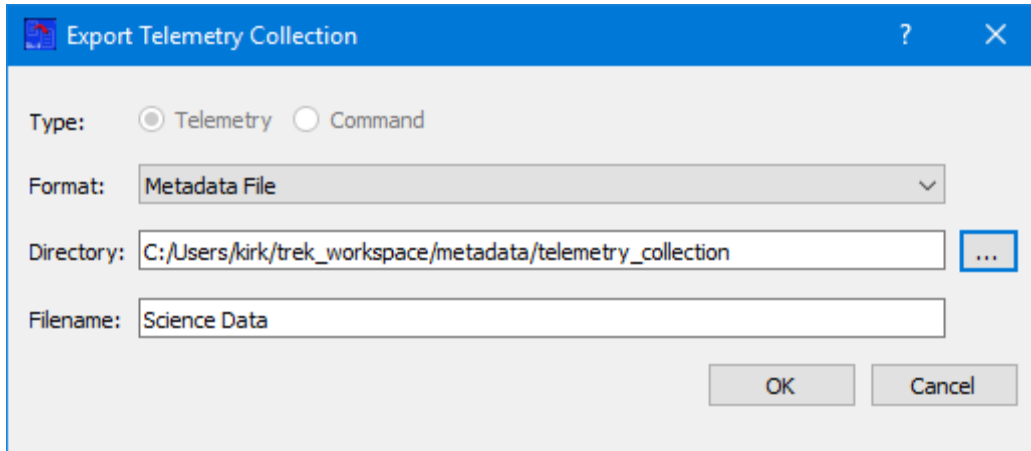 Export Telemetry Collection ?
Type: Telemetry Command
Format: Metadata File
Directory: C:/Users/kirk/trek_workspace/metadata/telemetry_collection ...
Filename: Science Data
OK Cancel